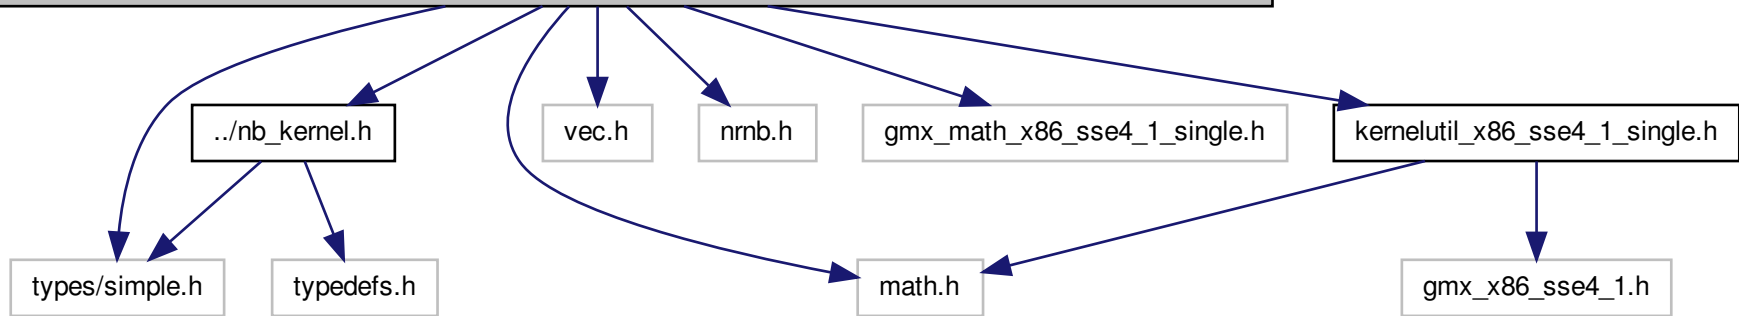 ../nb_kernel.h
vec.h
nrnb.h
gmx_math_x86_sse4_1_single.h
kernelutil_x86_sse4_1_single.h
types/simple.h
typedefs.h
math.h
gmx_x86_sse4_1.h